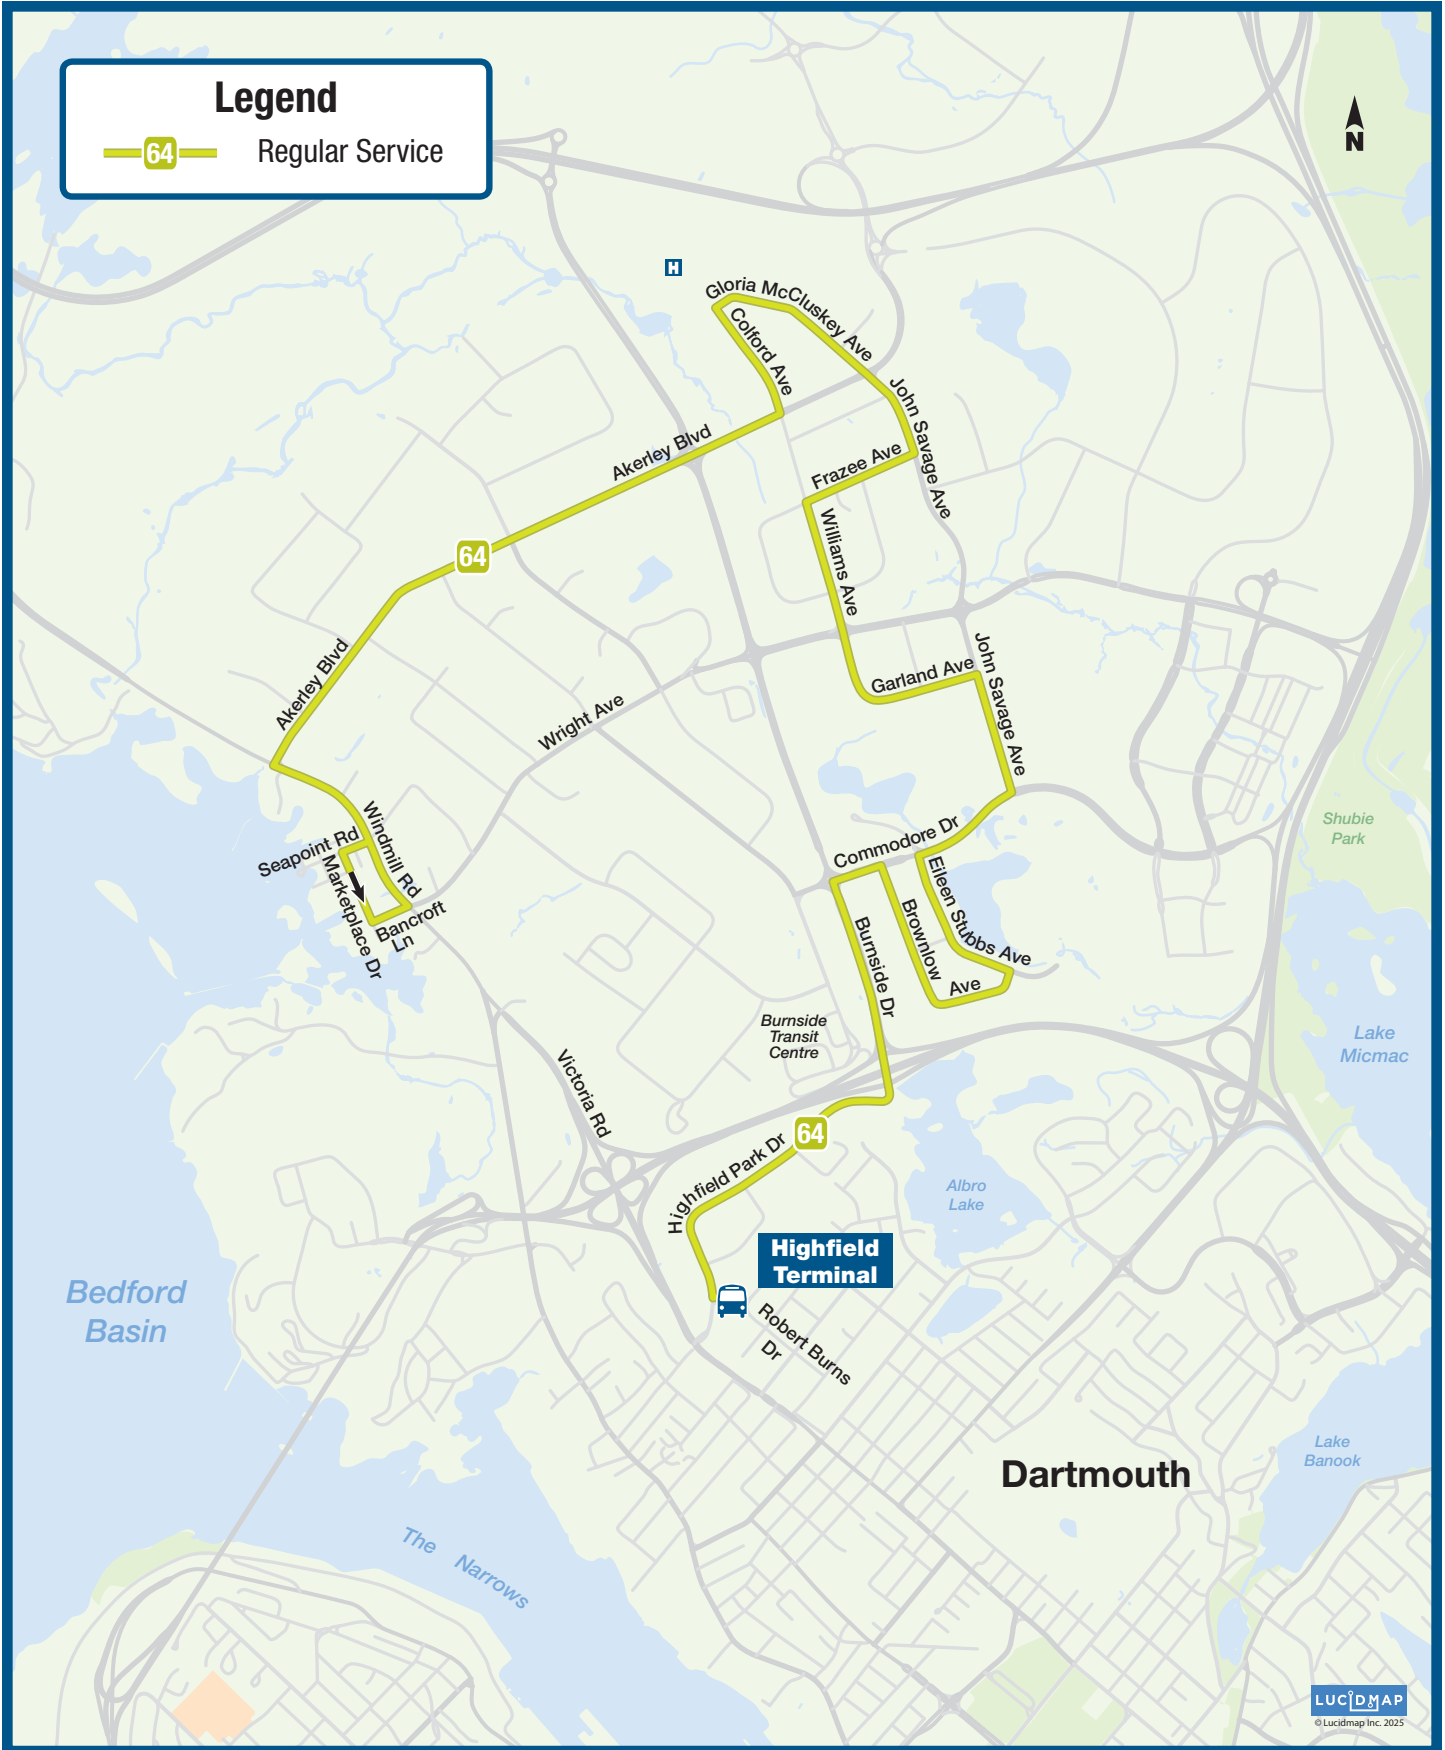 Legend
64 Regular Service
N
H
Gloria McCluskey Ave
Colford Ave
John Savage Ave
Akerley Blvd
Frazee Ave
Williams Ave
64
Akerley Blvd
John Savage Ave
Garland Ave
Wright Ave
Windmill Rd
Seapoint Rd
Marketplace Dr
Bancroft
Ln
Commodore Dr
Eileen Stubbs Ave
Brownlow
Ave
Burnside Dr
Shubie
Park
Burnside
Transit
Centre
Lake
Micmac
Victoria Rd
64
Highfield Park Dr
Albro
Lake
Highfield
Terminal
Robert Burns
Dr
Bedford
Basin
Lake
Banook
Dartmouth
The Narrows
LUCIDMAP
© Lucidmap Inc. 2025